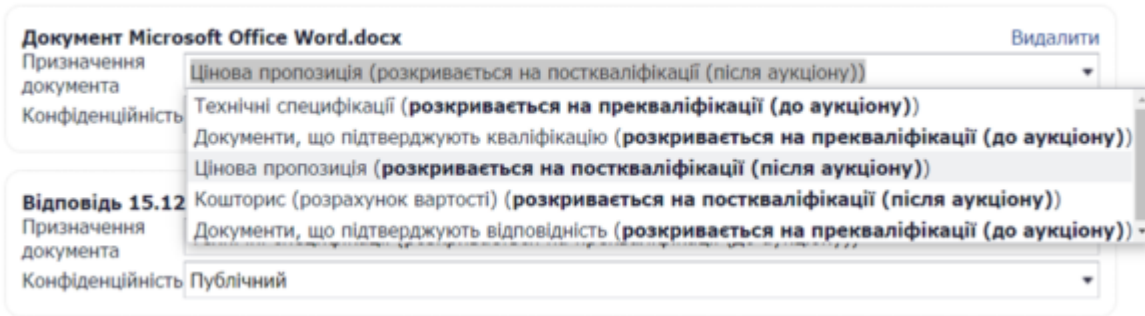 Документ Microsoft Office Word.docx
Видалити
Призначення документа
Цінова пропозиція (розкривається на посткваліфікації (після аукціону))
Конфіденційність
Технічні специфікації (розкривається на прекваліфікації (до аукціону))
Документи, що підтверджують кваліфікацію (розкривається на прекваліфікації (до аукціону))
Цінова пропозиція (розкривається на посткваліфікації (після аукціону))
Кошторис (розрахунок вартості) (розкривається на посткваліфікації (після аукціону))
Документи, що підтверджують відповідність (розкривається на прекваліфікації (до аукціону))
Відповідь 15.12
Призначення документа
Конфіденційність Публічний